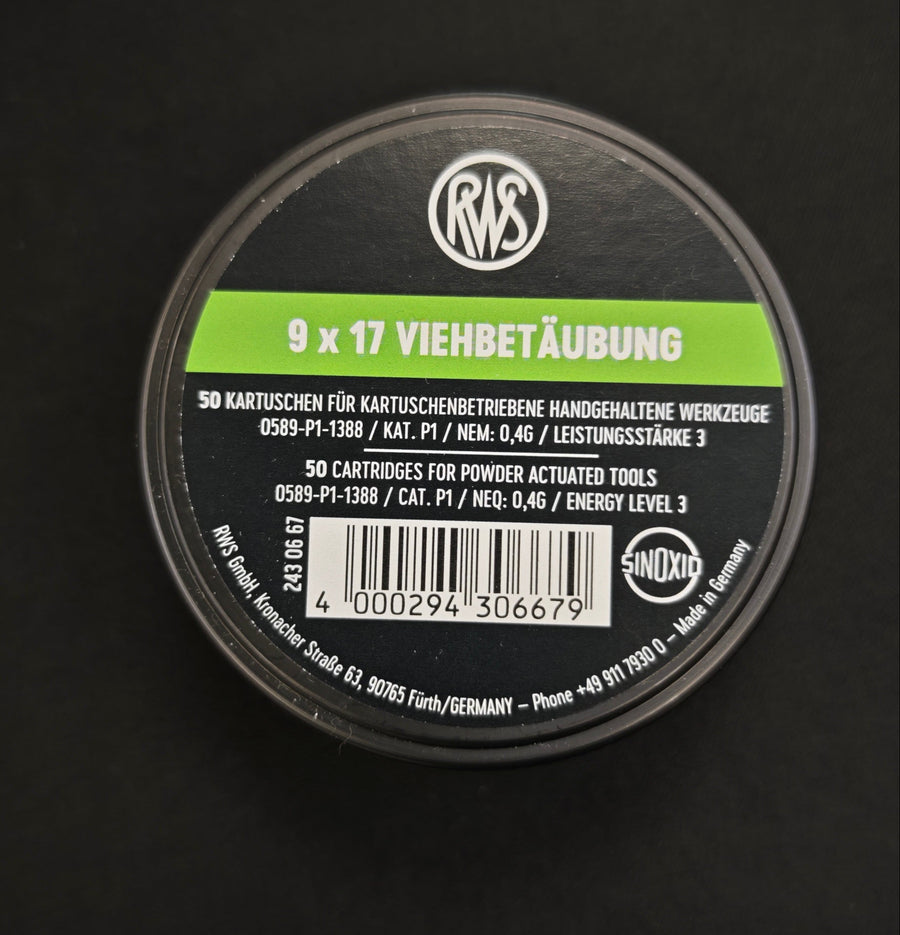 RWS
9 x 17 VIEHBETÄUBUNG
50 KARTUSCHEN FÜR KARTUSCHENBETRIEBENE HANDGEHALTENE WERKZEUGE
0589-P1-1388 / KAT. P1 / NEM: 0,4G / LEISTUNGSSTÄRKE 3
50 CARTRIDGES FOR POWDER ACTUATED TOOLS
0589-P1-1388 / CAT. P1 / NEQ: 0,4G / ENERGY LEVEL 3
243 06 67
4 000294 306679
SINOXID
RWS GmbH, Kronacher Straße 63, 90765 Fürth/GERMANY – Phone +49 911 7930 0 – Made in Germany